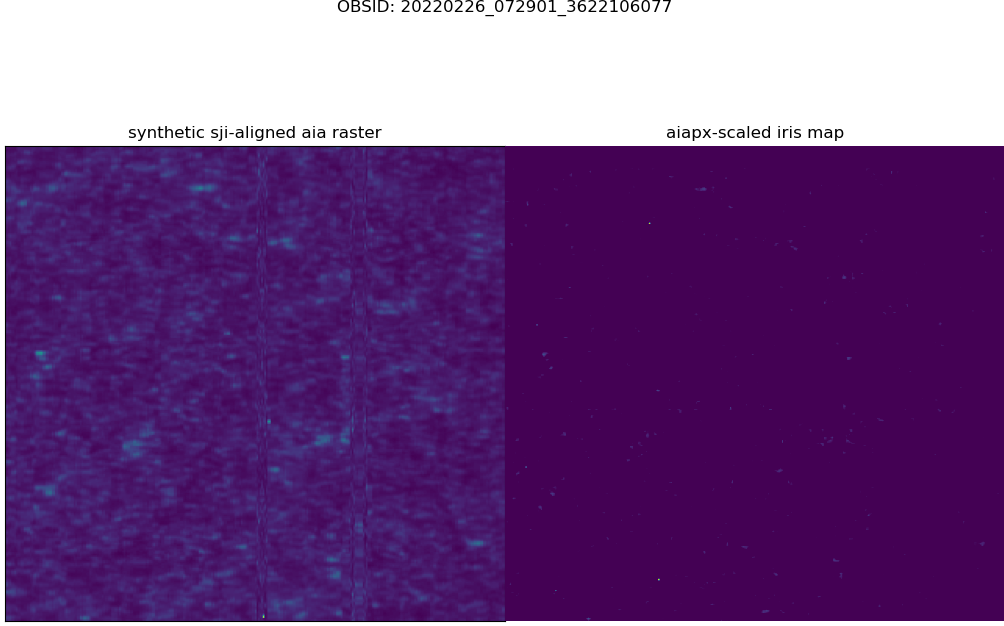 OBSID: 20220226_072901_3622106077
synthetic sji-aligned aia raster
aiapx-scaled iris map